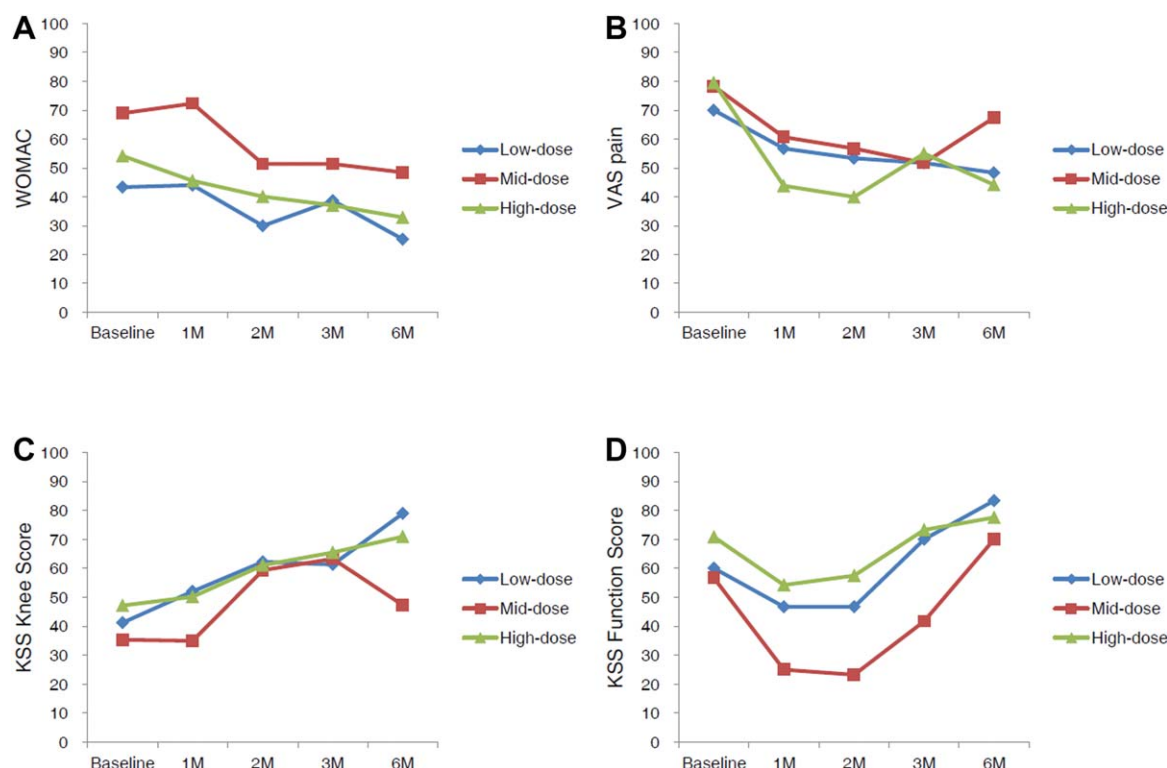 A
WOMAC
100
90
80
70
60
50
40
30
20
10
0
Baseline 1M 2M 3M 6M
Low-dose
Mid-dose
High-dose
B
VAS pain
100
90
80
70
60
50
40
30
20
10
0
Baseline 1M 2M 3M 6M
Low-dose
Mid-dose
High-dose
C
KSS Knee Score
100
90
80
70
60
50
40
30
20
10
0
Baseline 1M 2M 3M 6M
Low-dose
Mid-dose
High-dose
D
KSS Function Score
100
90
80
70
60
50
40
30
20
10
0
Baseline 1M 2M 3M 6M
Low-dose
Mid-dose
High-dose